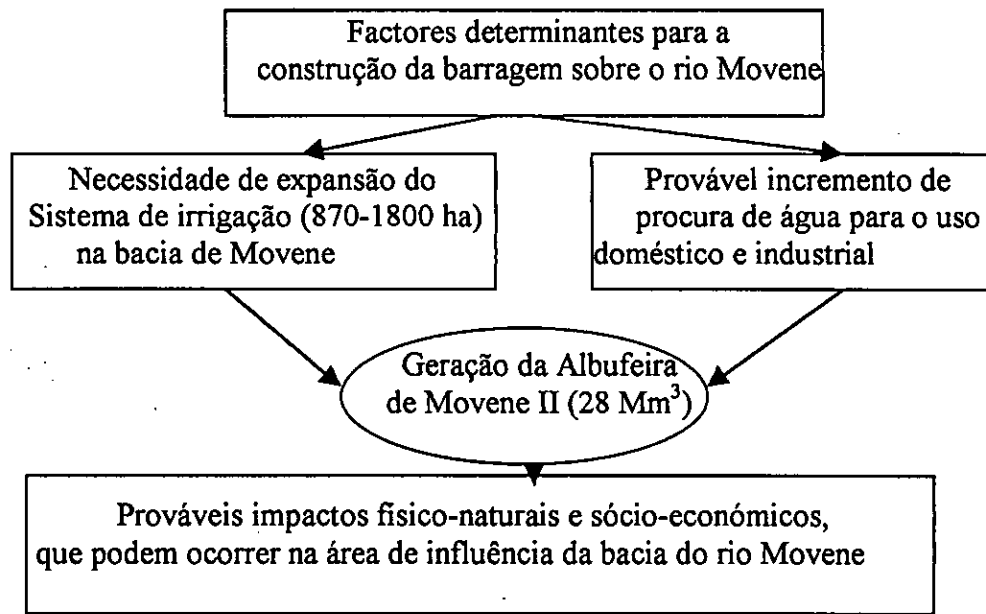 Factores determinantes para a
construção da barragem sobre o rio Movene
Necessidade de expansão do
Sistema de irrigação (870-1800 ha)
na bacia de Movene
Provável incremento de
procura de água para o uso
doméstico e industrial
Geração da Albufeira
de Movene II (28 Mm³)
Prováveis impactos físico-naturais e sócio-económicos,
que podem ocorrer na área de influência da bacia do rio Movene